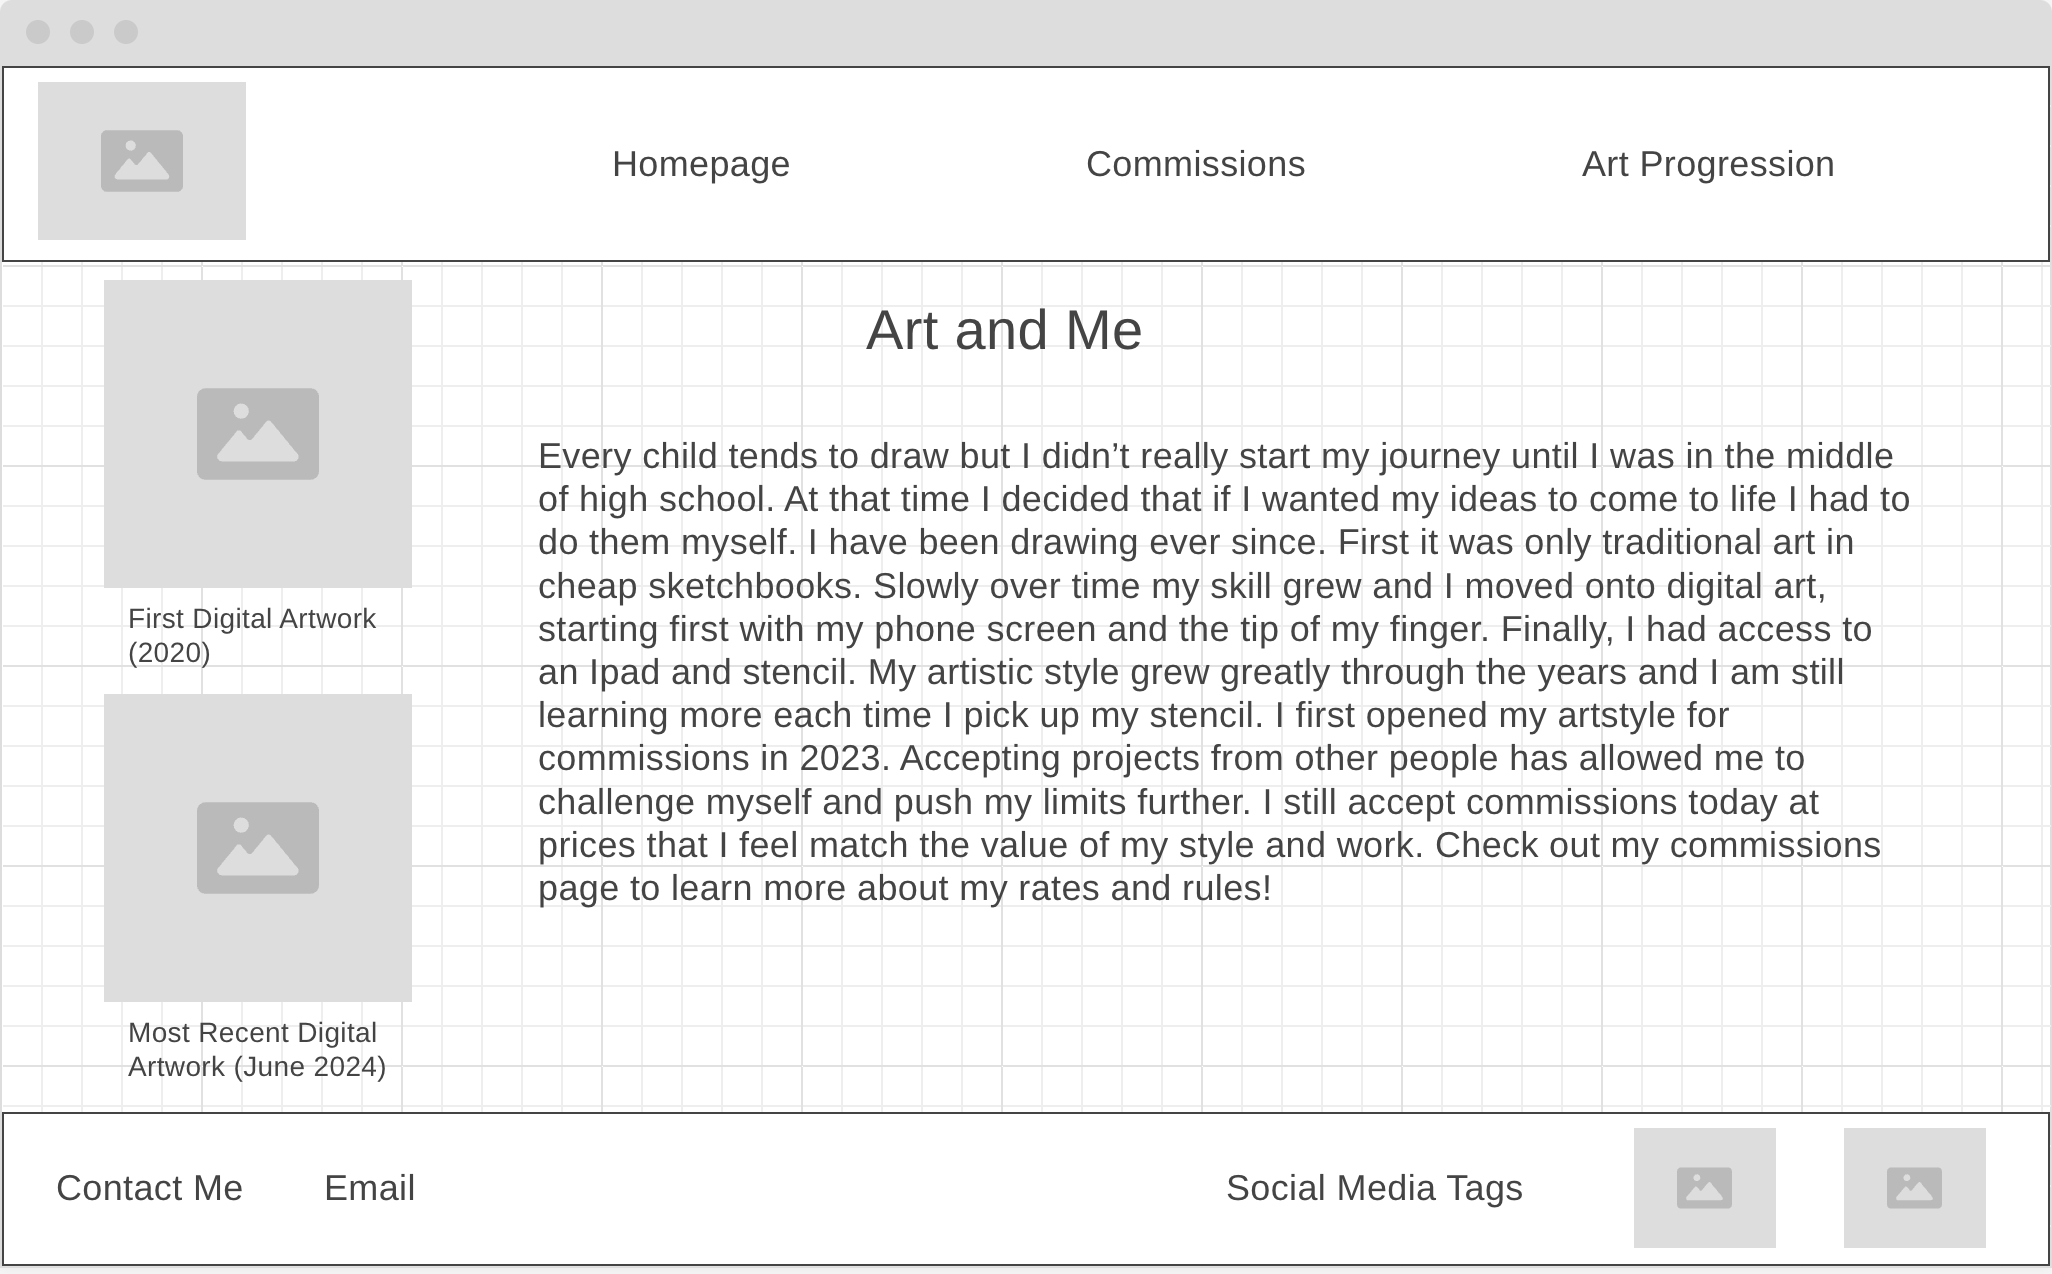 Homepage
Commissions
Art Progression
Art and Me
Every child tends to draw but I didn’t really start my journey until I was in the middle
of high school. At that time I decided that if I wanted my ideas to come to life I had to
do them myself. I have been drawing ever since. First it was only traditional art in
cheap sketchbooks. Slowly over time my skill grew and I moved onto digital art,
starting first with my phone screen and the tip of my finger. Finally, I had access to
an Ipad and stencil. My artistic style grew greatly through the years and I am still
learning more each time I pick up my stencil. I first opened my artstyle for
commissions in 2023. Accepting projects from other people has allowed me to
challenge myself and push my limits further. I still accept commissions today at
prices that I feel match the value of my style and work. Check out my commissions
page to learn more about my rates and rules!
First Digital Artwork
(2020)
Most Recent Digital
Artwork (June 2024)
Contact Me
Email
Social Media Tags